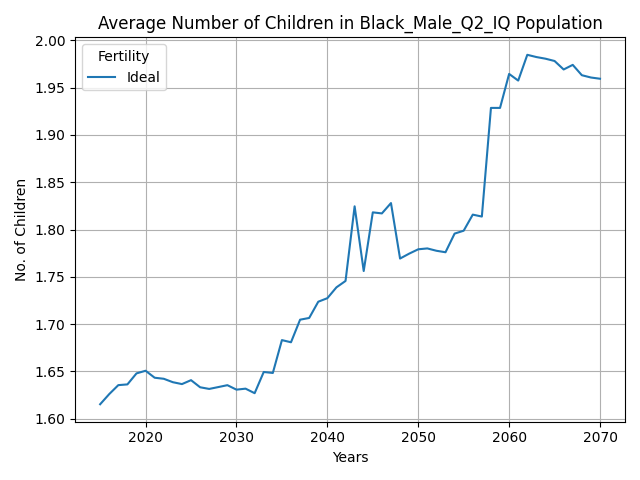 Average Number of Children in Black_Male_Q2_IQ Population
Fertility
Ideal
No. of Children
2.00
1.95
1.90
1.85
1.80
1.75
1.70
1.65
1.60
2020 2030 2040 2050 2060 2070
Years